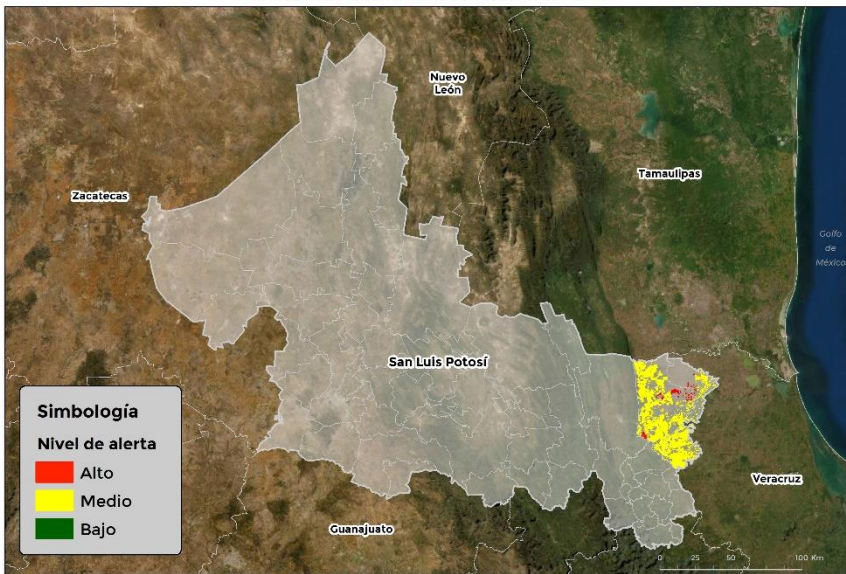 Nuevo
León
Zacatecas
Tamaulipas
Golfo
de
México
San Luis Potosí
Simbología
Nivel de alerta
Alto
Medio
Bajo
Veracruz
Guanajuato
0 25 50 100 Km